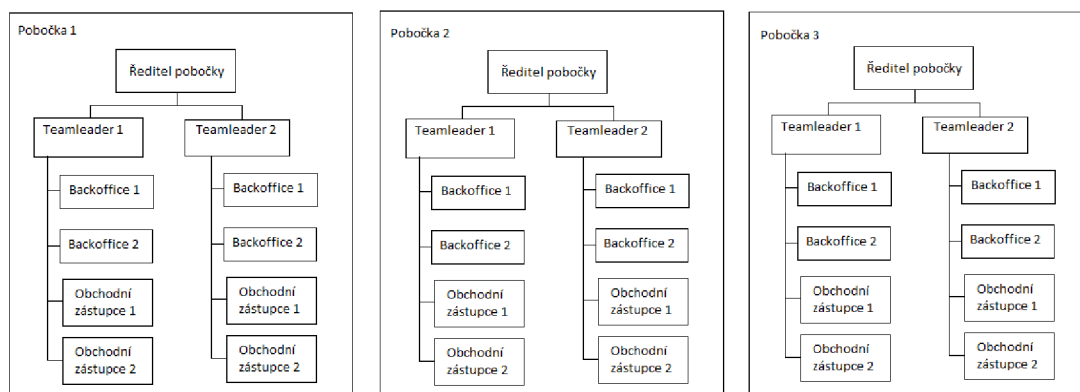 Pobočka 1
Ředitel pobočky
Teamleader 1
Teamleader 2
Backoffice 1
Backoffice 1
Backoffice 2
Backoffice 2
Obchodní
zástupce 1
Obchodní
zástupce 1
Obchodní
zástupce 2
Obchodní
zástupce 2
Pobočka 2
Ředitel pobočky
Teamleader 1
Teamleader 2
Backoffice 1
Backoffice 1
Backoffice 2
Backoffice 2
Obchodní
zástupce 1
Obchodní
zástupce 1
Obchodní
zástupce 2
Obchodní
zástupce 2
Pobočka 3
Ředitel pobočky
Teamleader 1
Teamleader 2
Backoffice 1
Backoffice 1
Backoffice 2
Backoffice 2
Obchodní
zástupce 1
Obchodní
zástupce 1
Obchodní
zástupce 2
Obchodní
zástupce 2